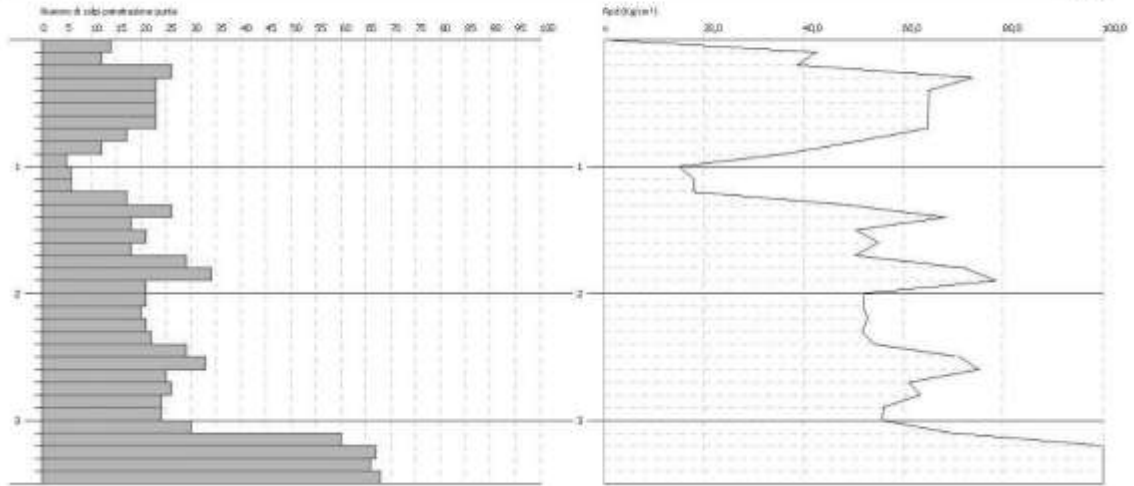 Numero di colpi penetrazione punta
0 5 10 15 20 25 30 35 40 45 50 55 60 65 70 75 80 85 90 95 100
Rpd (Kg/cm²)
0 20,0 40,0 60,0 80,0 100,0
1 1
2 2
3 3